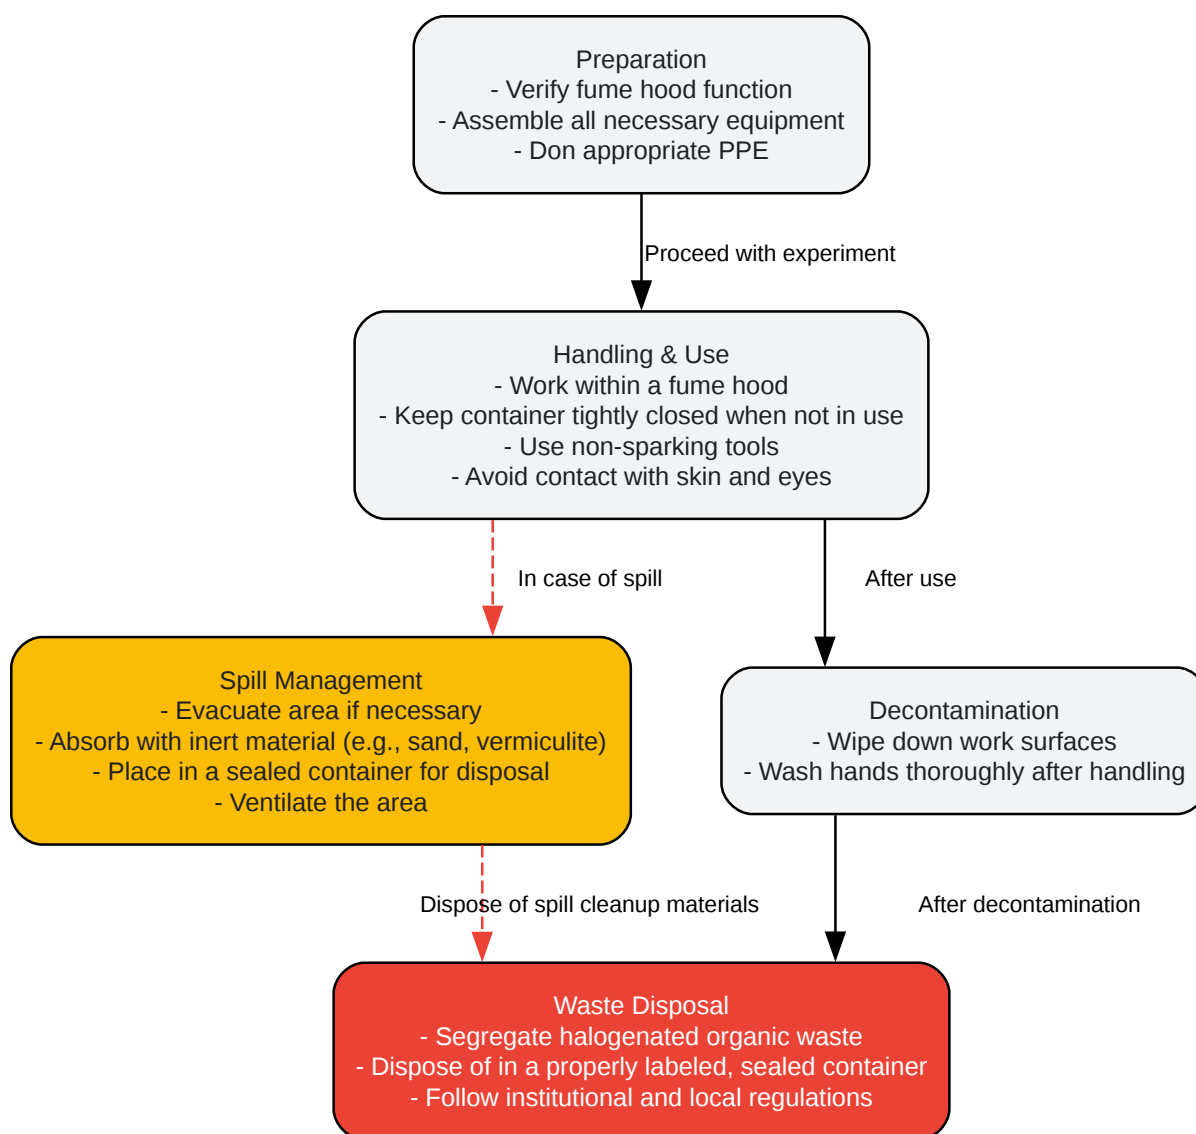 Preparation
- Verify fume hood function
- Assemble all necessary equipment
- Don appropriate PPE
Proceed with experiment
Handling & Use
- Work within a fume hood
- Keep container tightly closed when not in use
- Use non-sparking tools
- Avoid contact with skin and eyes
In case of spill
After use
Spill Management
- Evacuate area if necessary
- Absorb with inert material (e.g., sand, vermiculite)
- Place in a sealed container for disposal
- Ventilate the area
Decontamination
- Wipe down work surfaces
- Wash hands thoroughly after handling
Dispose of spill cleanup materials
After decontamination
Waste Disposal
- Segregate halogenated organic waste
- Dispose of in a properly labeled, sealed container
- Follow institutional and local regulations